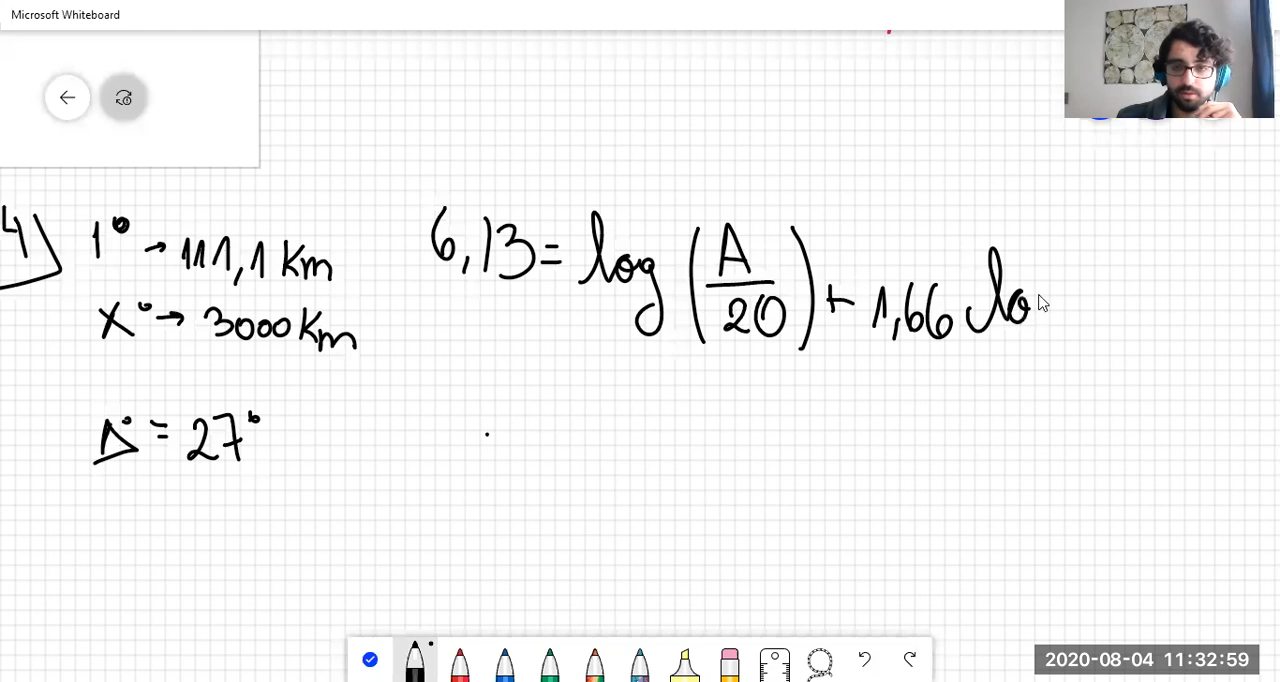 Microsoft Whiteboard
4)
1° → 111,1 Km
X° → 3000 Km
Δ° = 27°
6,13 = log (A/20) + 1,66 lo
2020-08-04 11:32:59